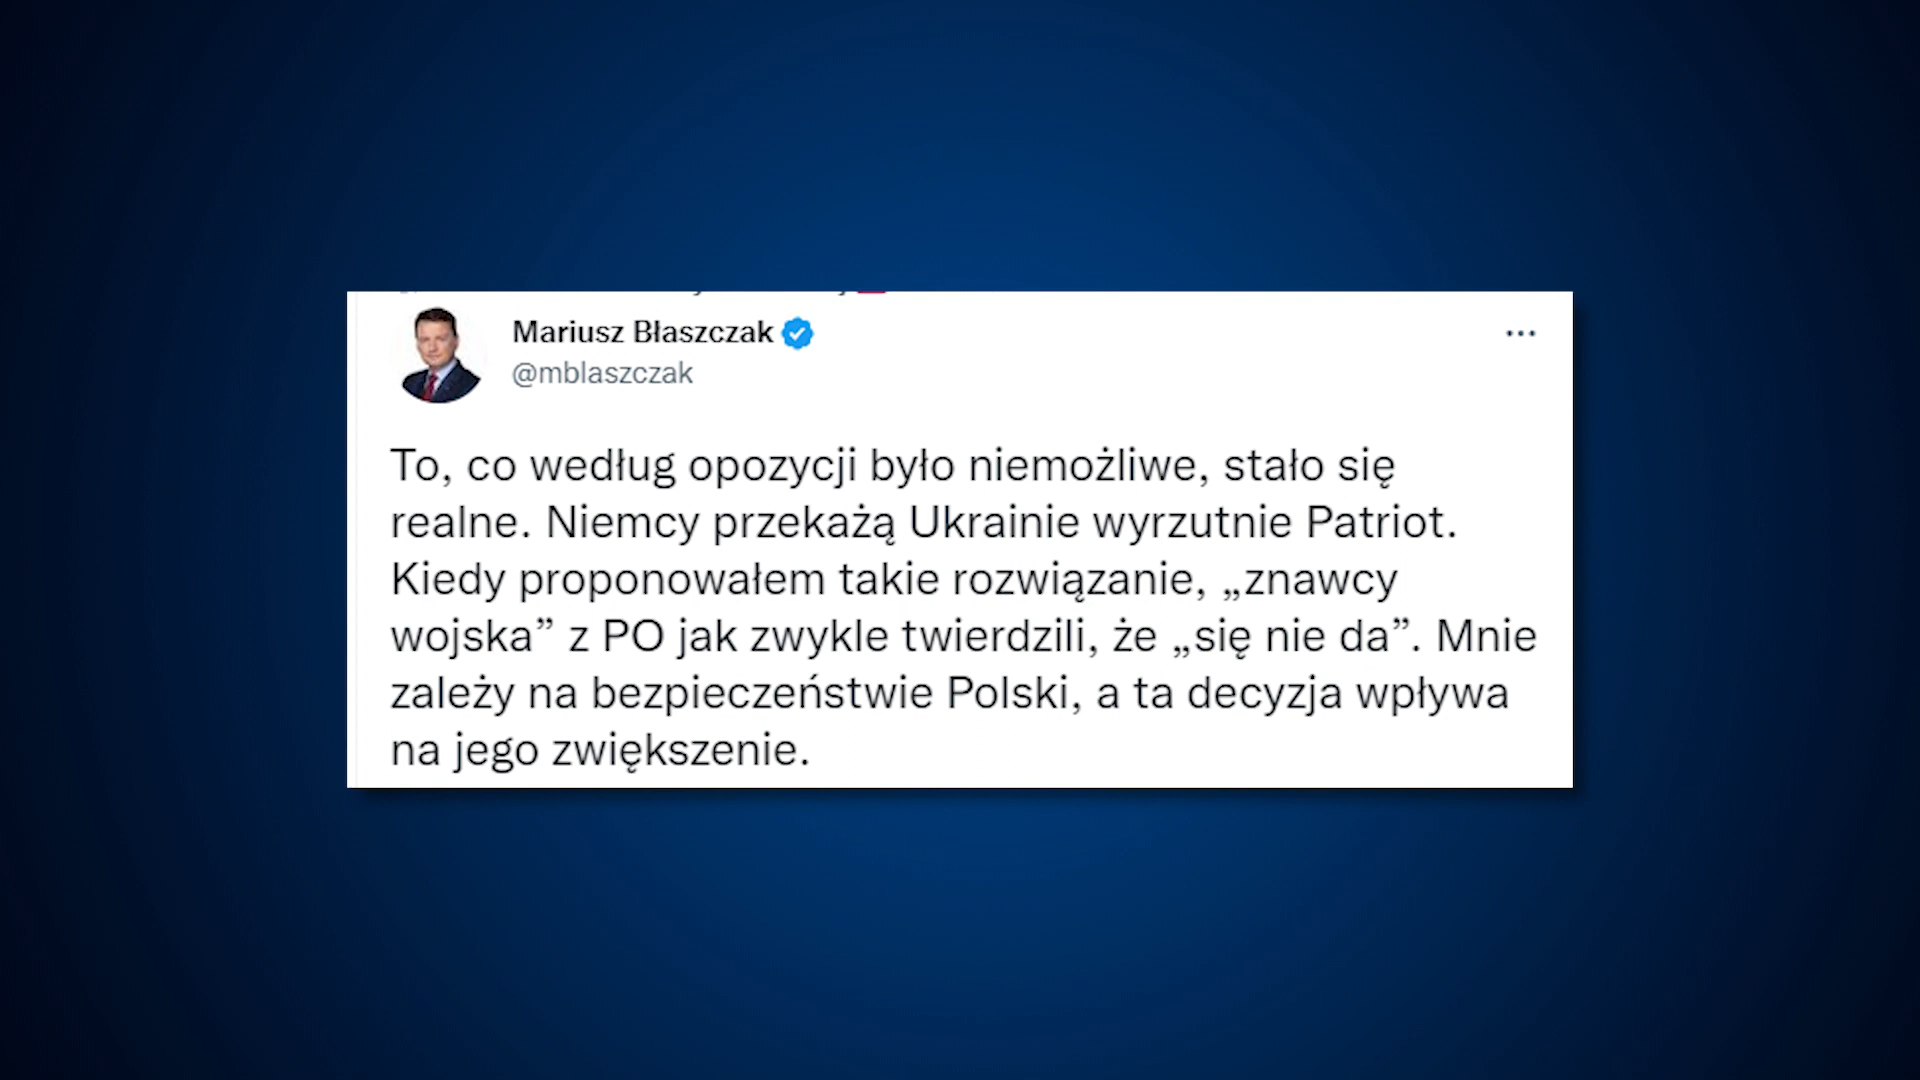 Mariusz Błaszczak
@mblaszczak
To, co według opozycji było niemożliwe, stało się
realne. Niemcy przekażą Ukrainie wyrzutnie Patriot.
Kiedy proponowałem takie rozwiązanie, „znawcy
wojska” z PO jak zwykle twierdzili, że „się nie da”. Mnie
zależy na bezpieczeństwie Polski, a ta decyzja wpływa
na jego zwiększenie.